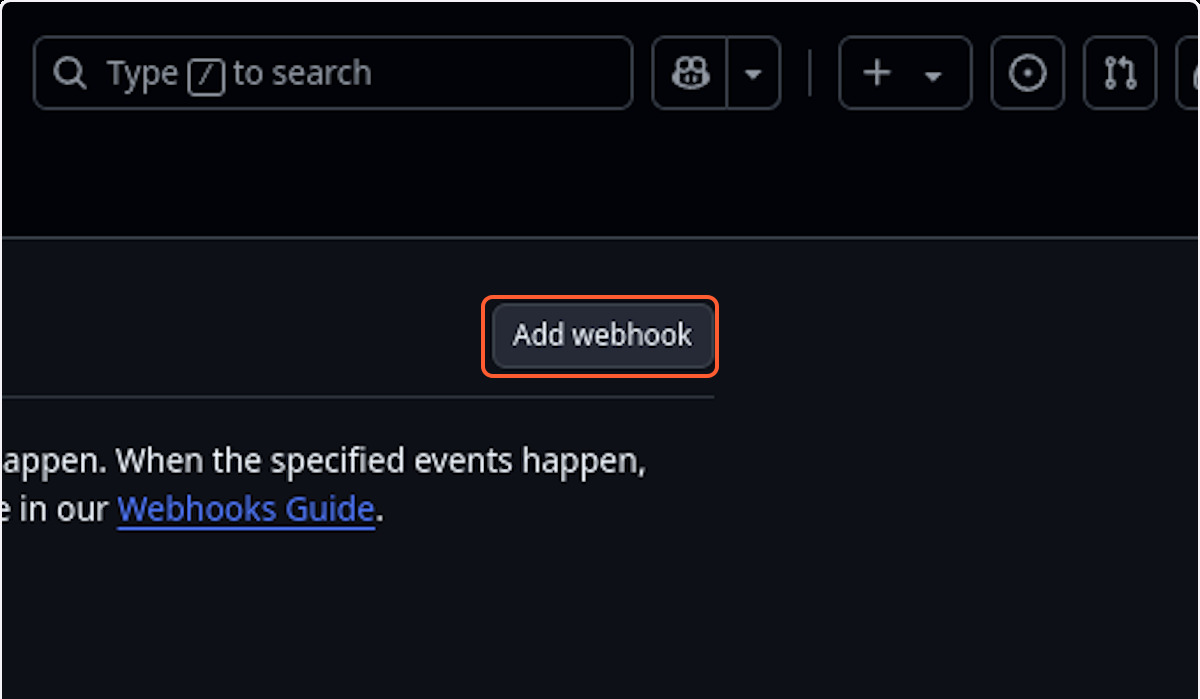 Type / to search
Add webhook
appen. When the specified events happen,
in our Webhooks Guide.